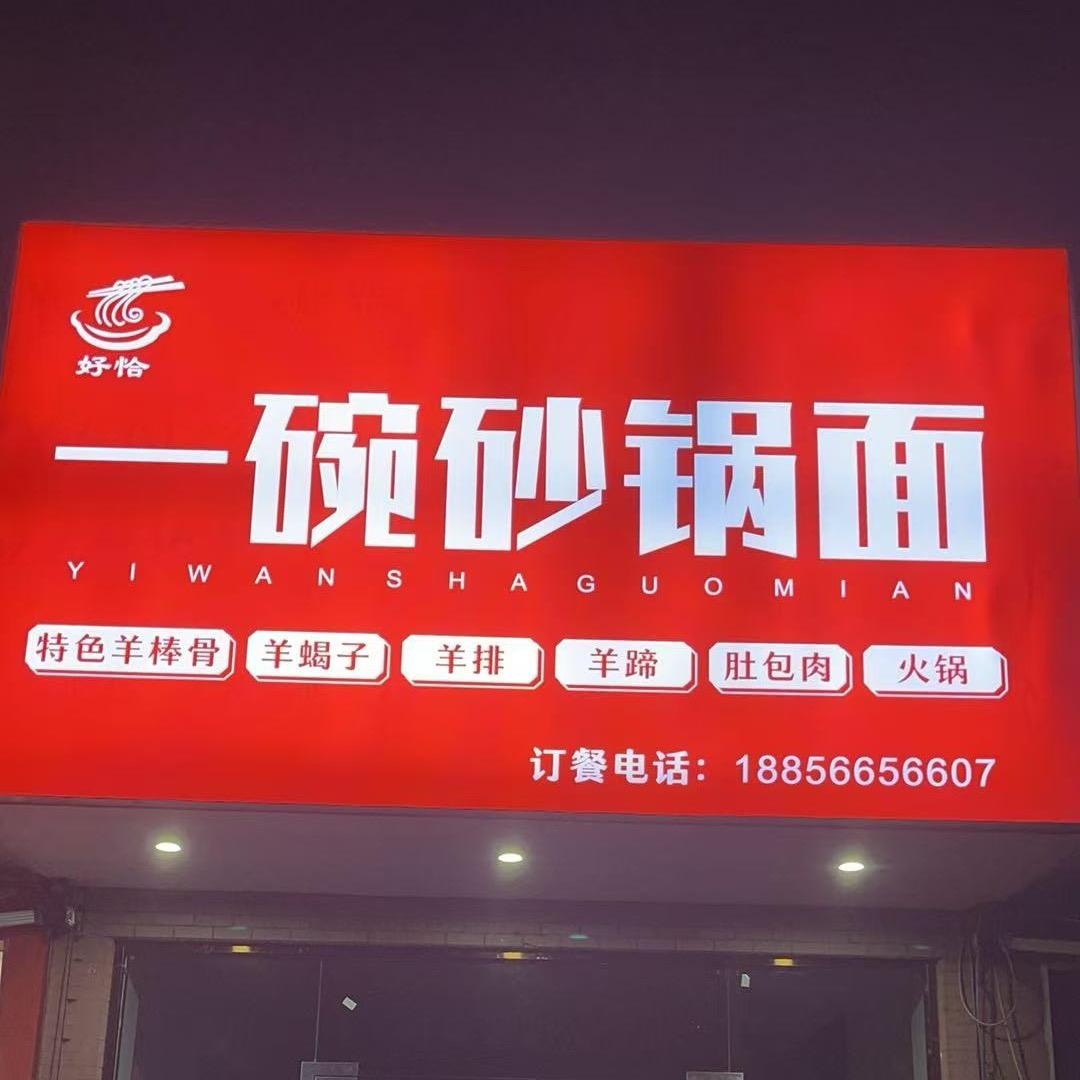 好恰
一碗砂锅面
YIWANSHAGUOMIAN
特色羊棒骨 羊蝎子 羊排 羊蹄 肚包肉 火锅
订餐电话：18856656607